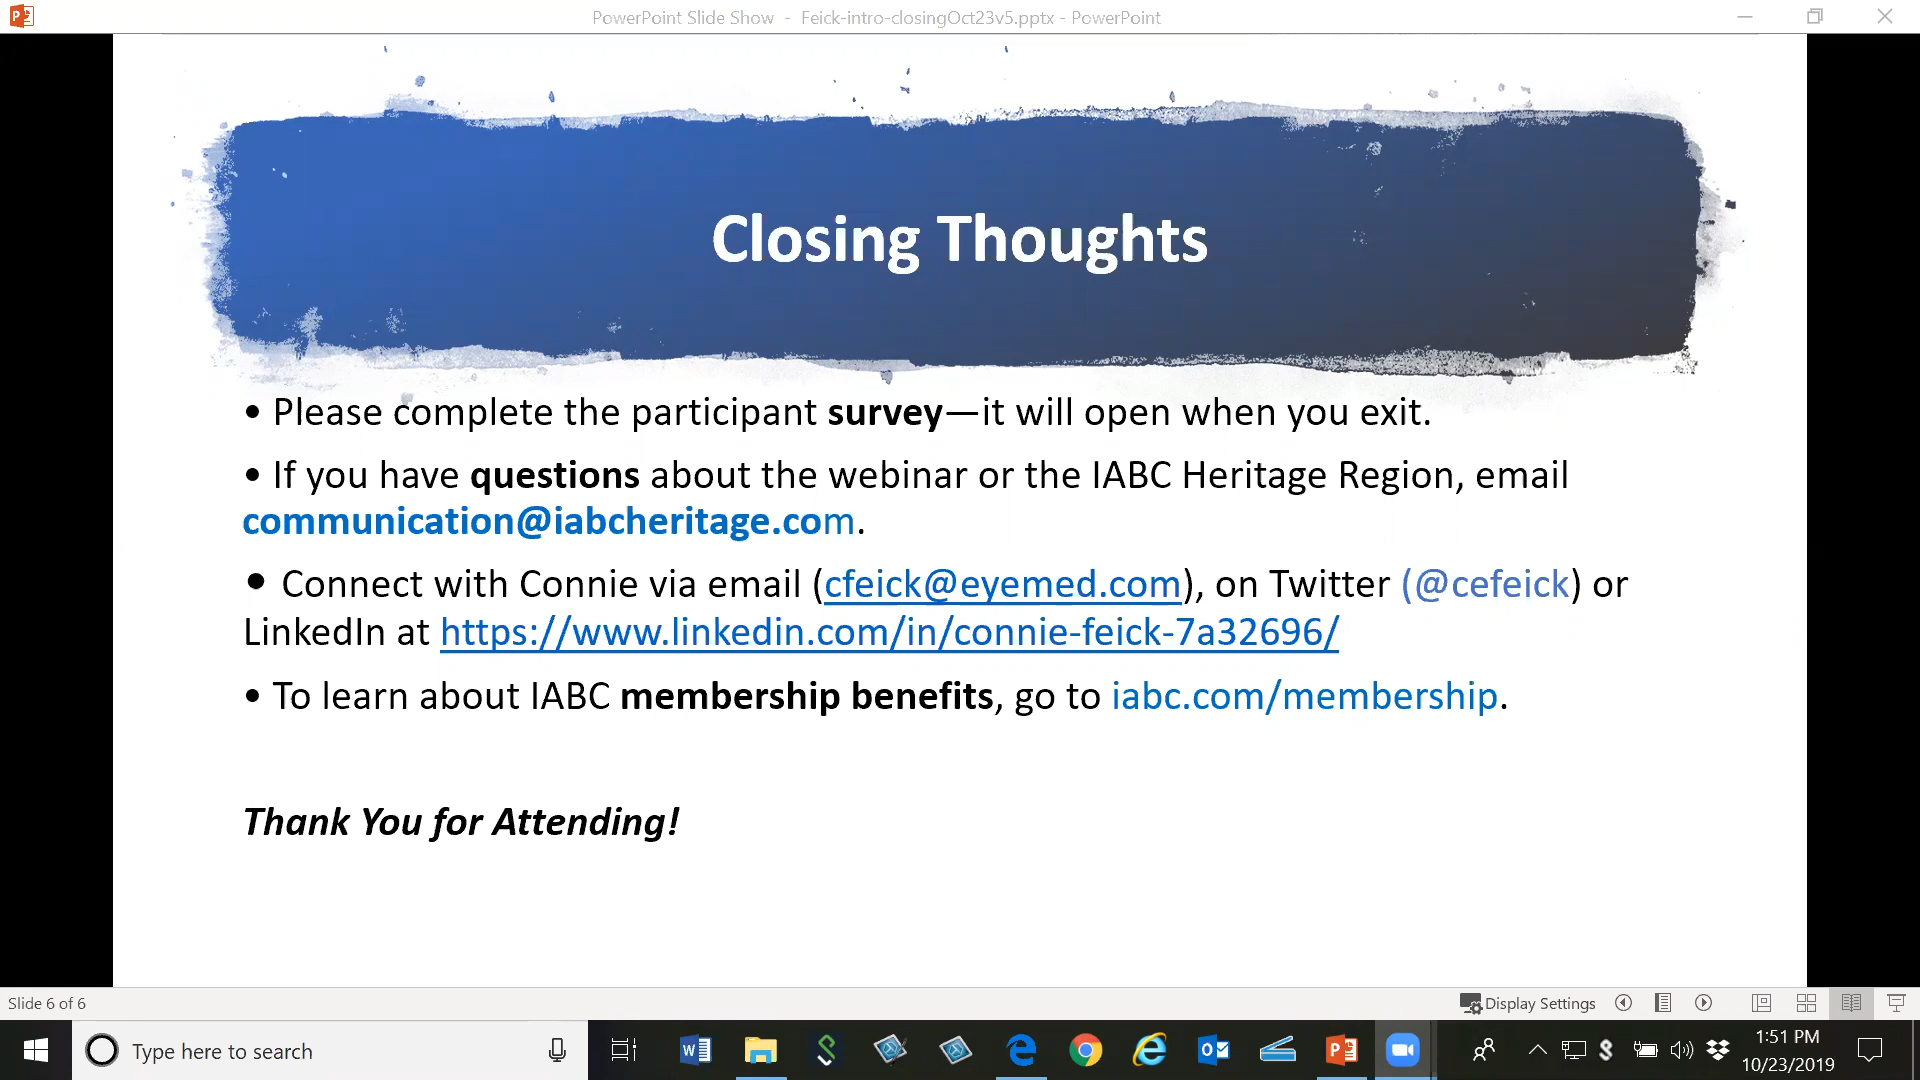 PowerPoint Slide Show - Feick-intro-closingOct23v5.pptx - PowerPoint
Closing Thoughts
• Please complete the participant survey—it will open when you exit.
• If you have questions about the webinar or the IABC Heritage Region, email
communication@iabcheritage.com.
• Connect with Connie via email (cfeick@eyemed.com), on Twitter (@cefeick) or
LinkedIn at https://www.linkedin.com/in/connie-feick-7a32696/
• To learn about IABC membership benefits, go to iabc.com/membership.
Thank You for Attending!
Slide 6 of 6
Display Settings
Type here to search
1:51 PM
10/23/2019